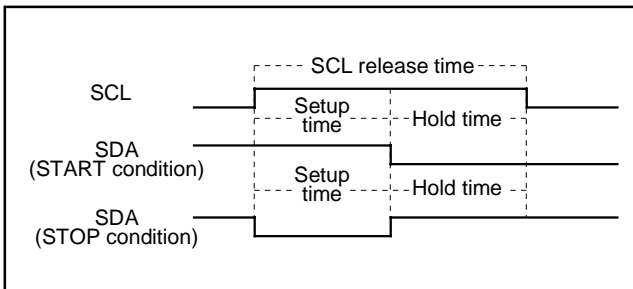 SCL release time
SCL
Setup
time
Hold time
SDA
(START condition)
Setup
time
Hold time
SDA
(STOP condition)